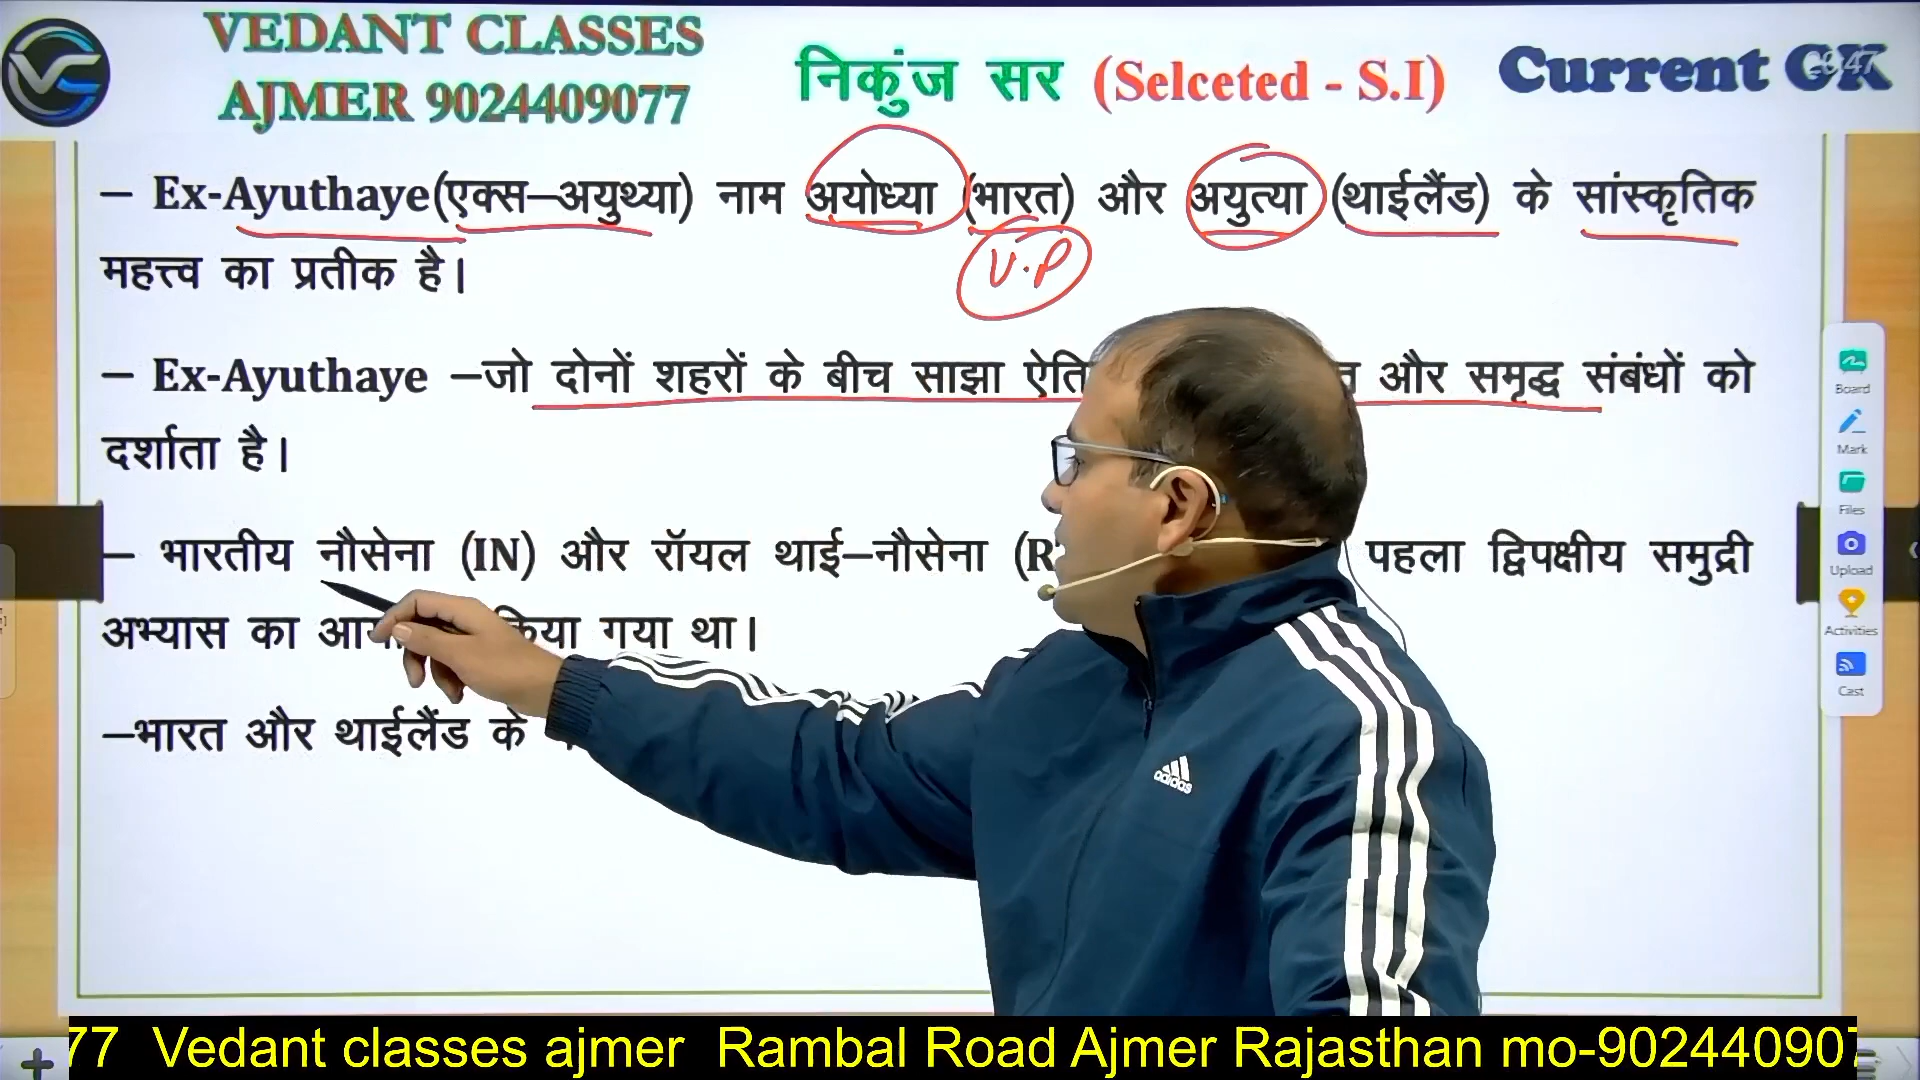 VEDANT CLASSES
AJMER 9024409077
निकुंज सर (Selceted - S.I)
Current GK
– Ex-Ayuthaye(एक्स–अयुथ्या) नाम अयोध्या (भारत) और अयुत्या (थाईलैंड) के सांस्कृतिक
U.P
महत्त्व का प्रतीक है।
– Ex-Ayuthaye –जो दोनों शहरों के बीच साझा और समृद्ध संबंधों को
दर्शाता है।
– भारतीय नौसेना (IN) और रॉयल थाई–नौसेना (R पहला द्विपक्षीय समुद्री
अभ्यास का गया था।
–भारत और थाईलैंड के
Board
Mark
Files
Upload
Activities
Cast
77 Vedant classes ajmer Rambal Road Ajmer Rajasthan mo-902440907
adidas